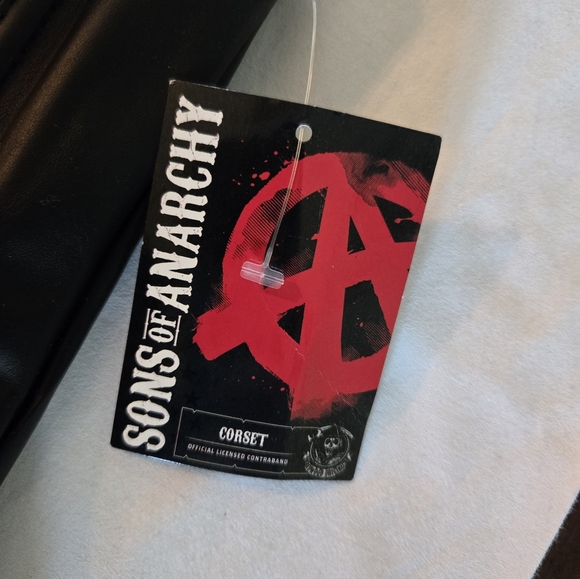 SONS OF ANARCHY
CORSET
OFFICIAL LICENSED CONTRABAND